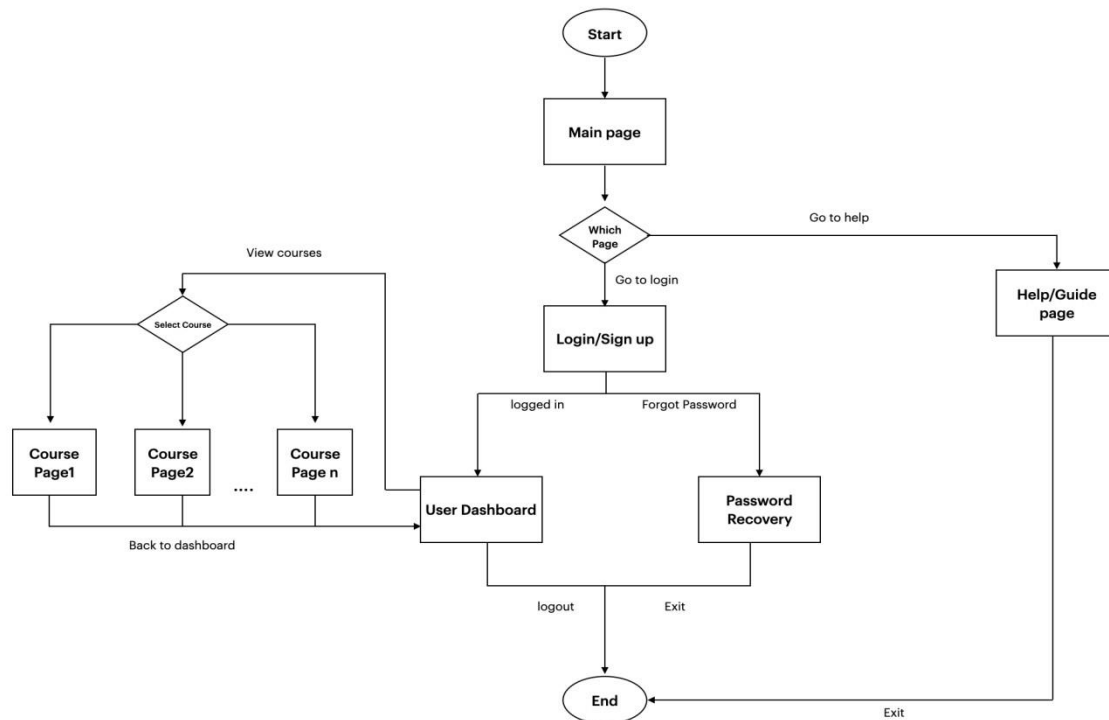 Start
Main page
Which
Page
Go to help
Go to login
View courses
Help/Guide
page
Select Course
Login/Sign up
logged in
Forgot Password
Course
Page1
Course
Page2
....
Course
Page n
User Dashboard
Password
Recovery
Back to dashboard
logout
Exit
End
Exit